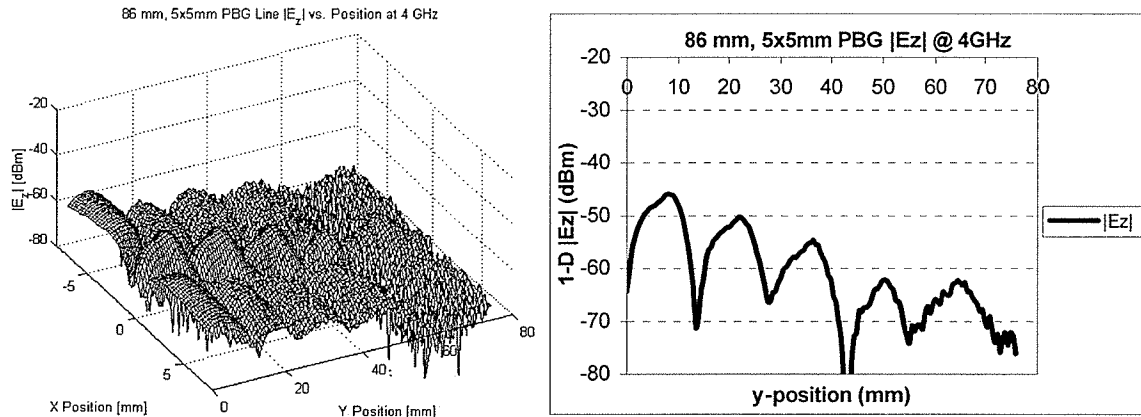 86 mm, 5x5mm PBG Line |E_z| vs. Position at 4 GHz
-20
-40
-60
-80
|E_z| [dBm]
-5
0
5
X Position [mm]
0
20
40
60
80
Y Position [mm]
86 mm, 5x5mm PBG |Ez| @ 4GHz
-20
0 10 20 30 40 50 60 70 80
-30
-40
-50
-60
-70
-80
1-D |Ez| (dBm)
y-position (mm)
|Ez|